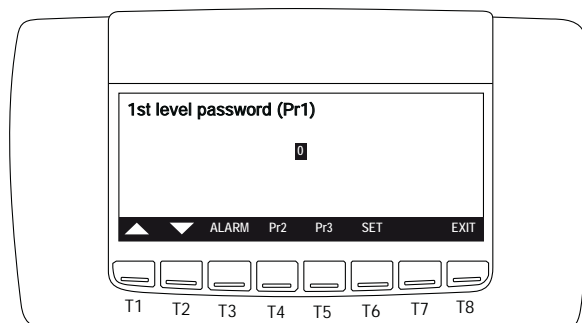 1st level password (Pr1)
0
ALARM Pr2 Pr3 SET EXIT
T1 T2 T3 T4 T5 T6 T7 T8